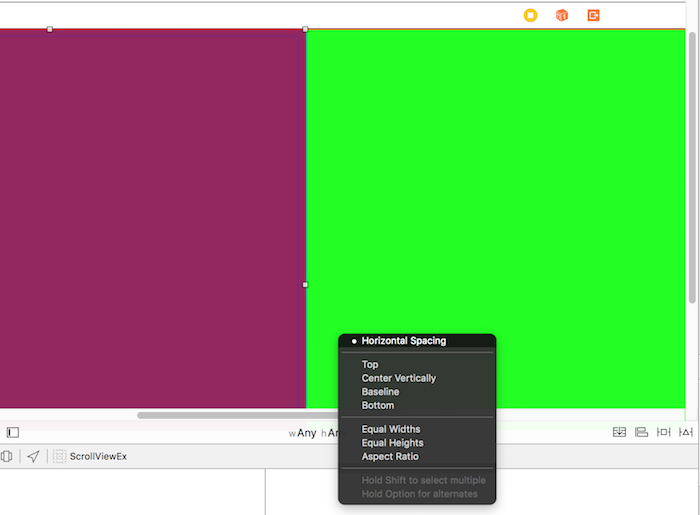 Horizontal Spacing
Top
Center Vertically
Baseline
Bottom
wAny hAn
Equal Widths
Equal Heights
Aspect Ratio
ScrollViewEx
Hold Shift to select multiple
Hold Option for alternates